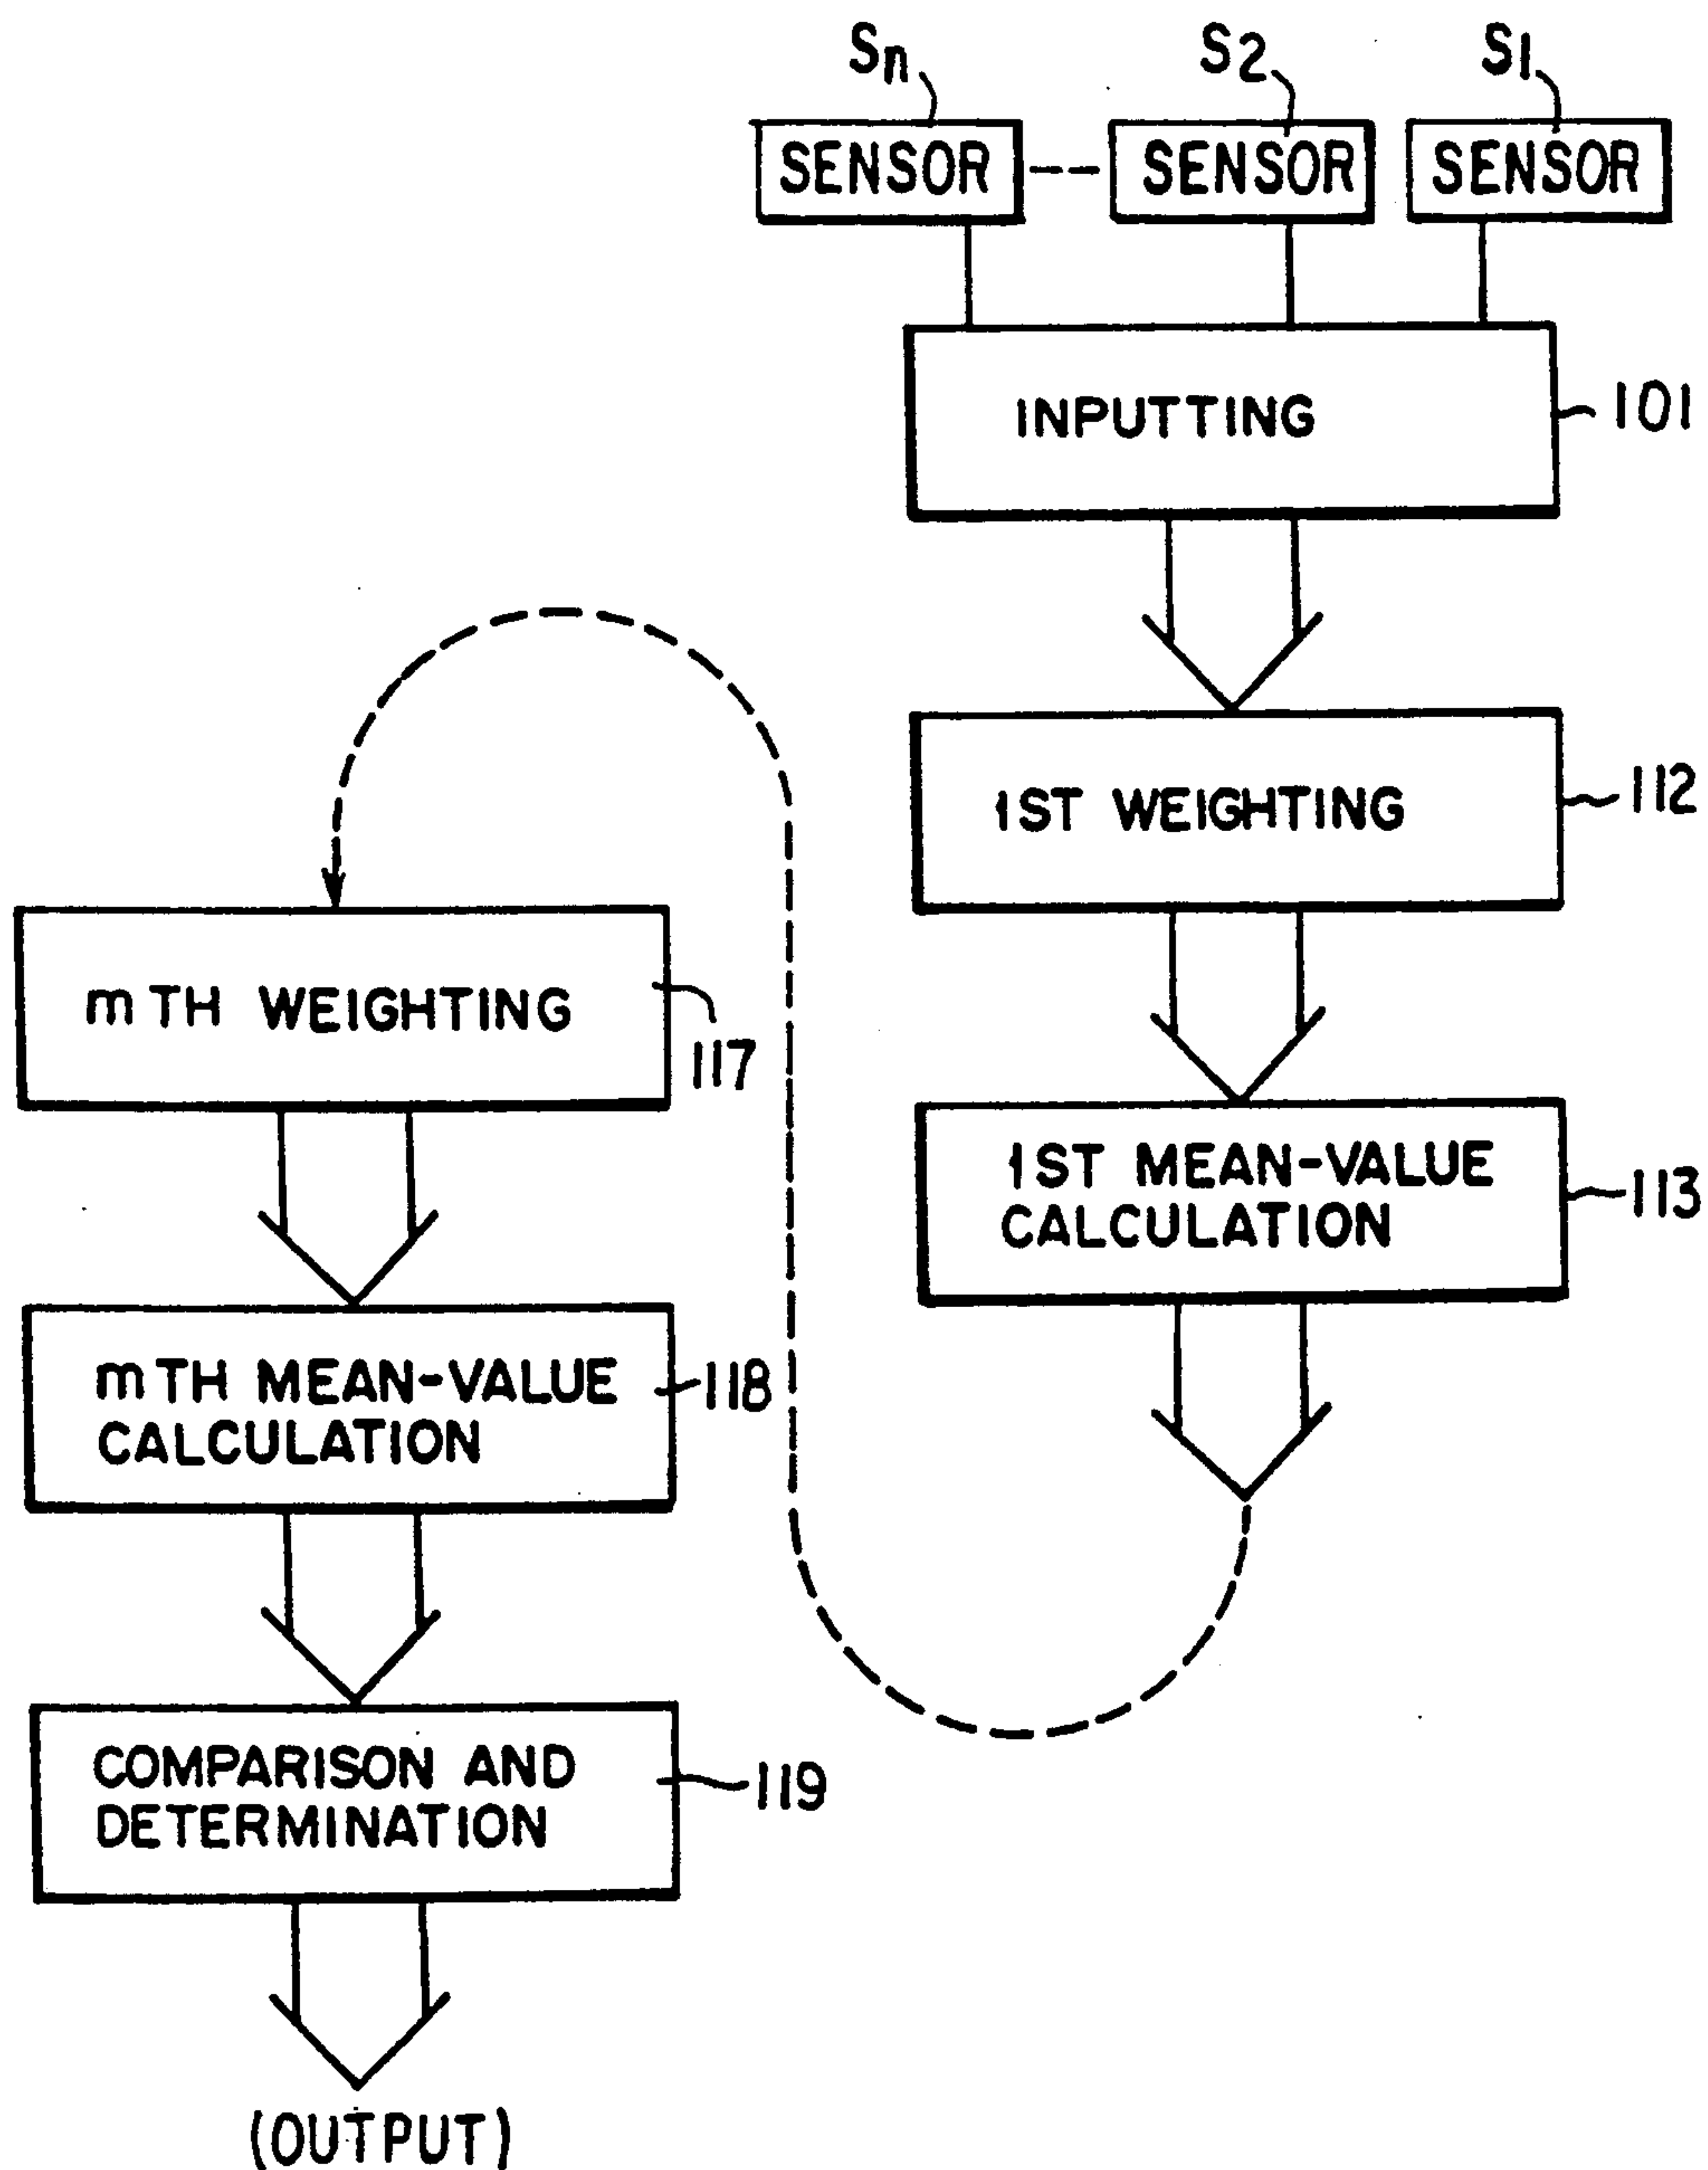 Sn S2 S1
SENSOR SENSOR SENSOR
INPUTTING
101
1ST WEIGHTING
112
1ST MEAN-VALUE
CALCULATION
113
mTH WEIGHTING
117
mTH MEAN-VALUE
CALCULATION
118
COMPARISON AND
DETERMINATION
119
(OUTPUT)